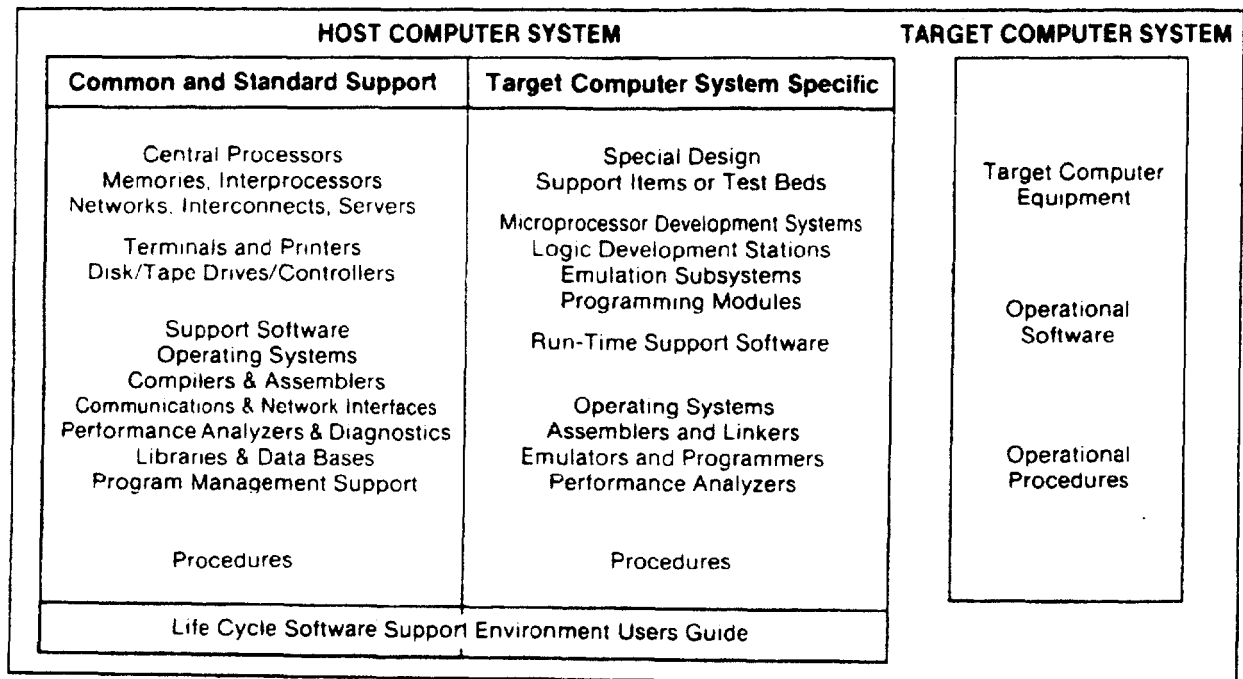 HOST COMPUTER SYSTEM
TARGET COMPUTER SYSTEM
Common and Standard Support
Target Computer System Specific
Central Processors
Memories, Interprocessors
Networks, Interconnects, Servers
Terminals and Printers
Disk/Tape Drives/Controllers
Support Software
Operating Systems
Compilers & Assemblers
Communications & Network Interfaces
Performance Analyzers & Diagnostics
Libraries & Data Bases
Program Management Support
Procedures
Special Design
Support Items or Test Beds
Microprocessor Development Systems
Logic Development Stations
Emulation Subsystems
Programming Modules
Run-Time Support Software
Operating Systems
Assemblers and Linkers
Emulators and Programmers
Performance Analyzers
Procedures
Life Cycle Software Support Environment Users Guide
Target Computer
Equipment
Operational
Software
Operational
Procedures